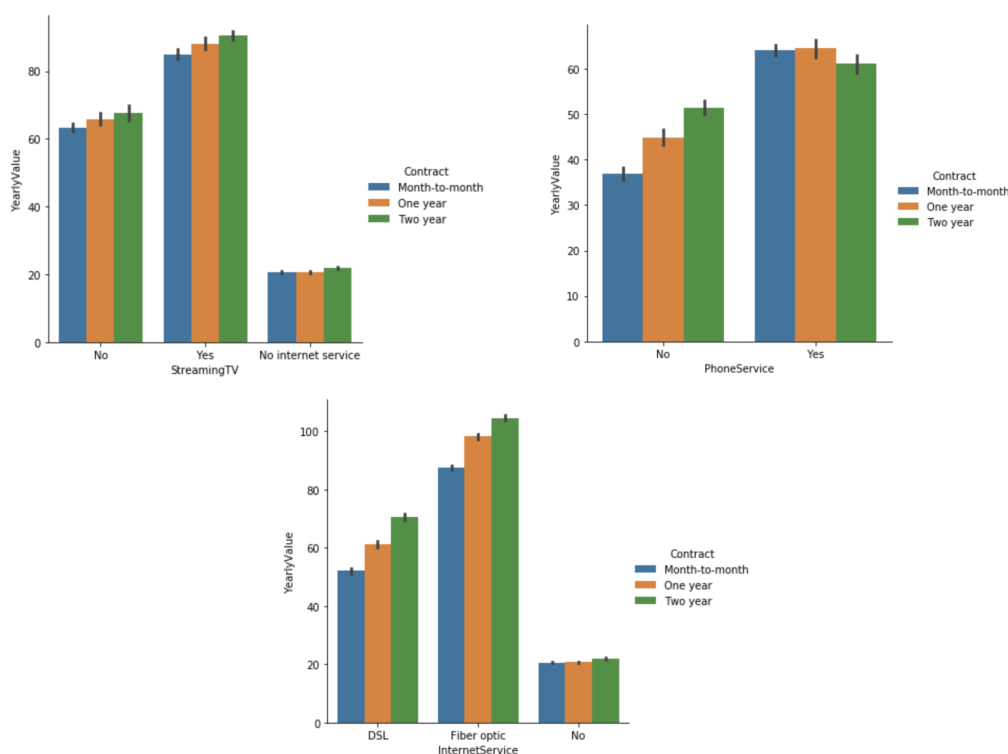 YearlyValue
80
60
40
20
0
No Yes No internet service
StreamingTV
Contract
Month-to-month
One year
Two year
YearlyValue
60
50
40
30
20
10
0
No Yes
PhoneService
Contract
Month-to-month
One year
Two year
YearlyValue
100
80
60
40
20
0
DSL Fiber optic No
InternetService
Contract
Month-to-month
One year
Two year